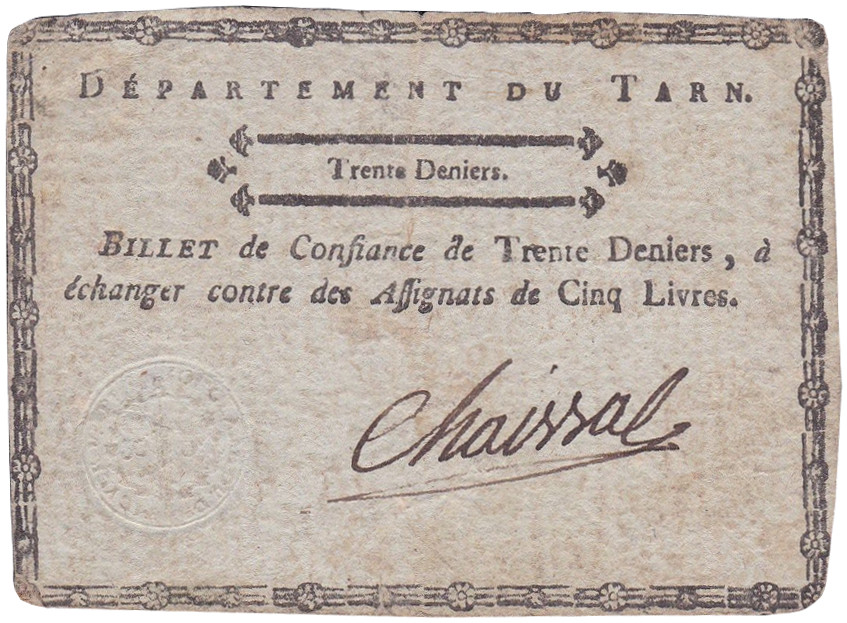 DÉPARTEMENT DU TARN.
Trente Deniers.
BILLET de Confiance de Trente Deniers, à
échanger contre des Aſſignats de Cinq Livres.
Chaissal